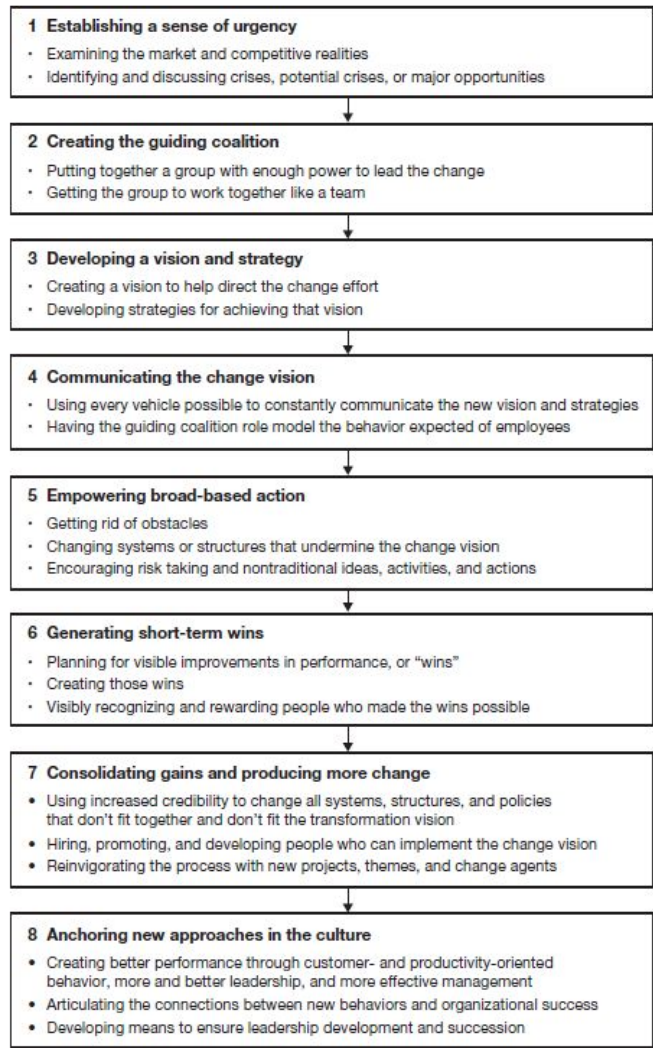 1 Establishing a sense of urgency
· Examining the market and competitive realities
· Identifying and discussing crises, potential crises, or major opportunities
2 Creating the guiding coalition
· Putting together a group with enough power to lead the change
· Getting the group to work together like a team
3 Developing a vision and strategy
· Creating a vision to help direct the change effort
· Developing strategies for achieving that vision
4 Communicating the change vision
· Using every vehicle possible to constantly communicate the new vision and strategies
· Having the guiding coalition role model the behavior expected of employees
5 Empowering broad-based action
· Getting rid of obstacles
· Changing systems or structures that undermine the change vision
· Encouraging risk taking and nontraditional ideas, activities, and actions
6 Generating short-term wins
· Planning for visible improvements in performance, or “wins”
· Creating those wins
· Visibly recognizing and rewarding people who made the wins possible
7 Consolidating gains and producing more change
• Using increased credibility to change all systems, structures, and policies
that don't fit together and don't fit the transformation vision
• Hiring, promoting, and developing people who can implement the change vision
• Reinvigorating the process with new projects, themes, and change agents
8 Anchoring new approaches in the culture
• Creating better performance through customer- and productivity-oriented
behavior, more and better leadership, and more effective management
• Articulating the connections between new behaviors and organizational success
• Developing means to ensure leadership development and succession